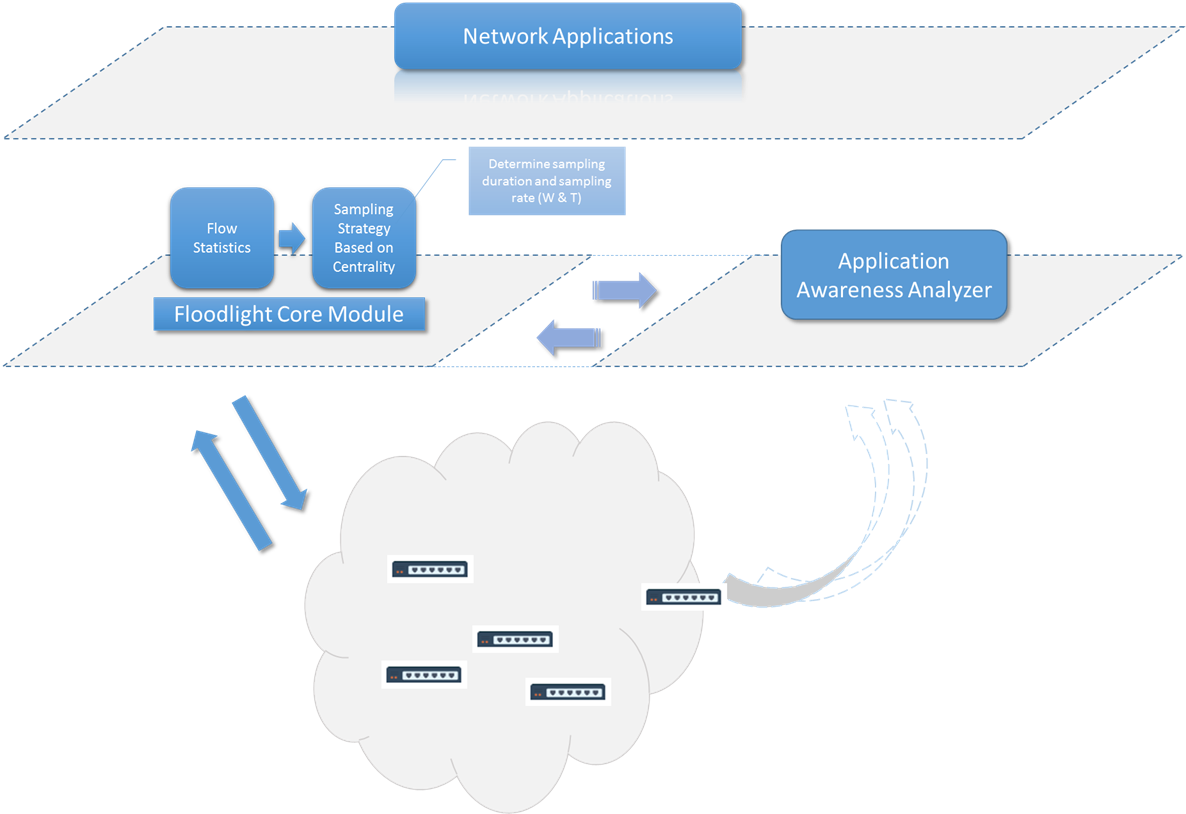 Network Applications
Determine sampling
duration and sampling
rate (W & T)
Flow
Statistics
Sampling
Strategy
Based on
Centrality
Floodlight Core Module
Application
Awareness Analyzer